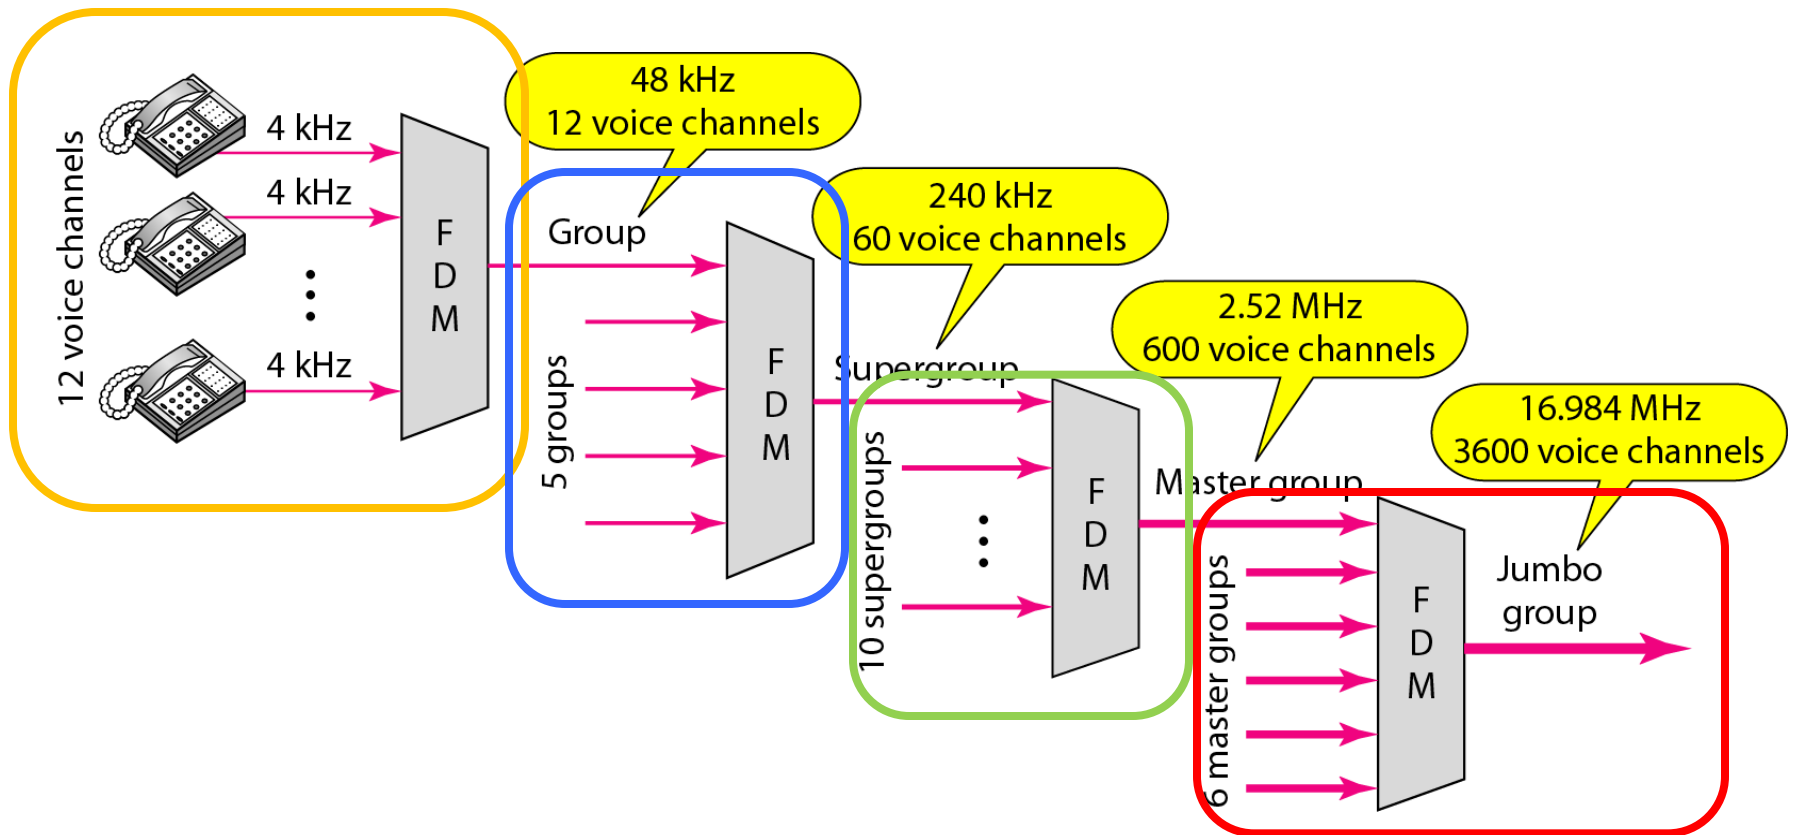 12 voice channels
4 kHz
4 kHz
4 kHz
F
D
M
48 kHz
12 voice channels
Group
5 groups
F
D
M
240 kHz
60 voice channels
Supergroup
10 supergroups
F
D
M
2.52 MHz
600 voice channels
Master group
6 master groups
F
D
M
16.984 MHz
3600 voice channels
Jumbo
group